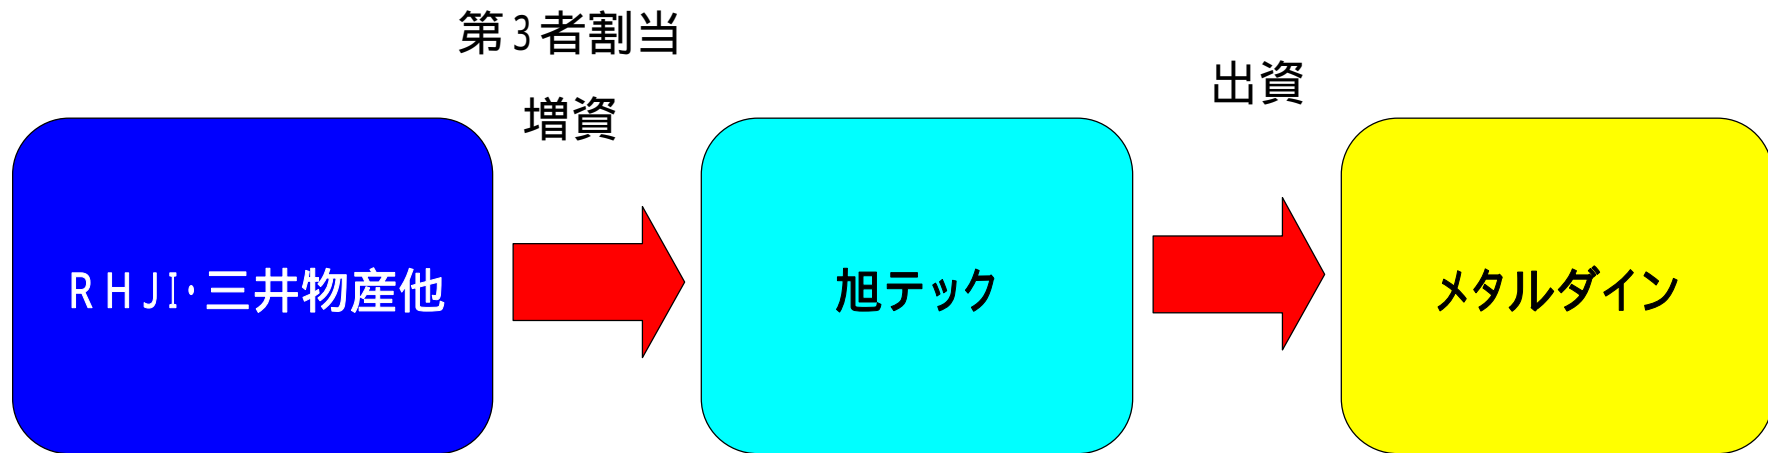 第3者割当
増資
出資
RHJI・三井物産他
旭テック
メタルダイン